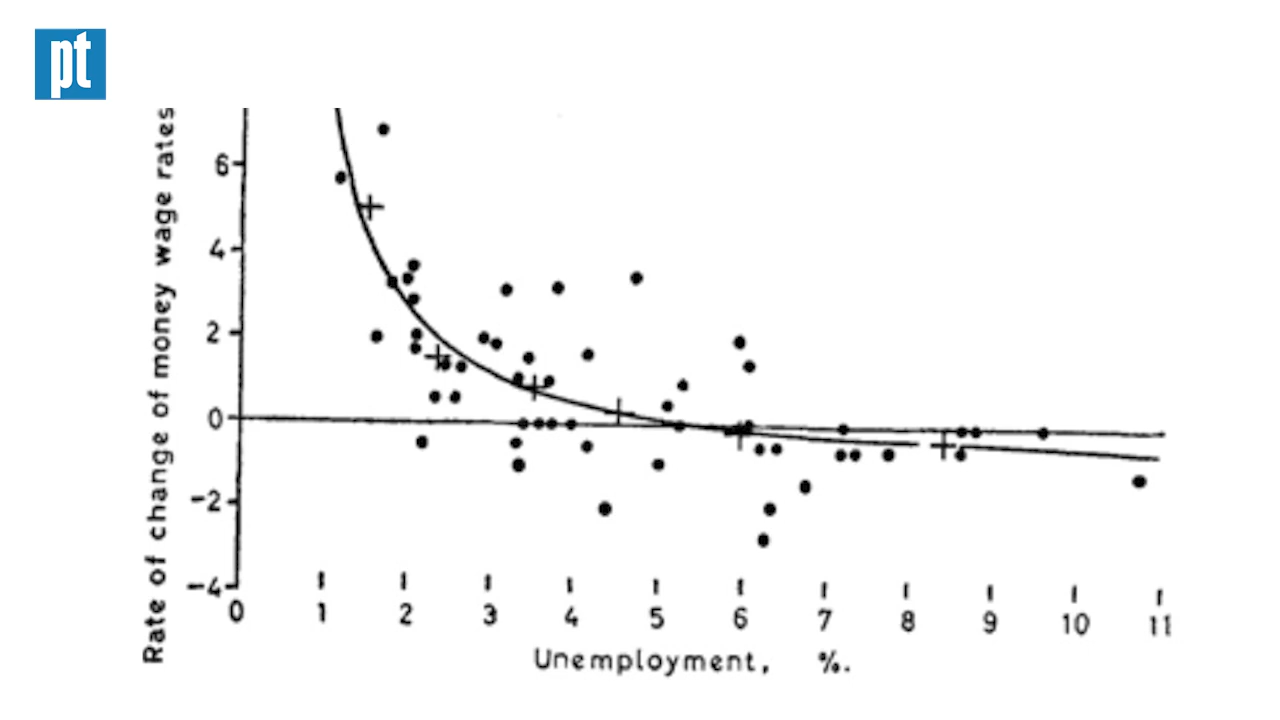 pt
Rate of change of money wage rates
6
4
2
0
-2
-4
0 1 2 3 4 5 6 7 8 9 10 11
Unemployment, %.